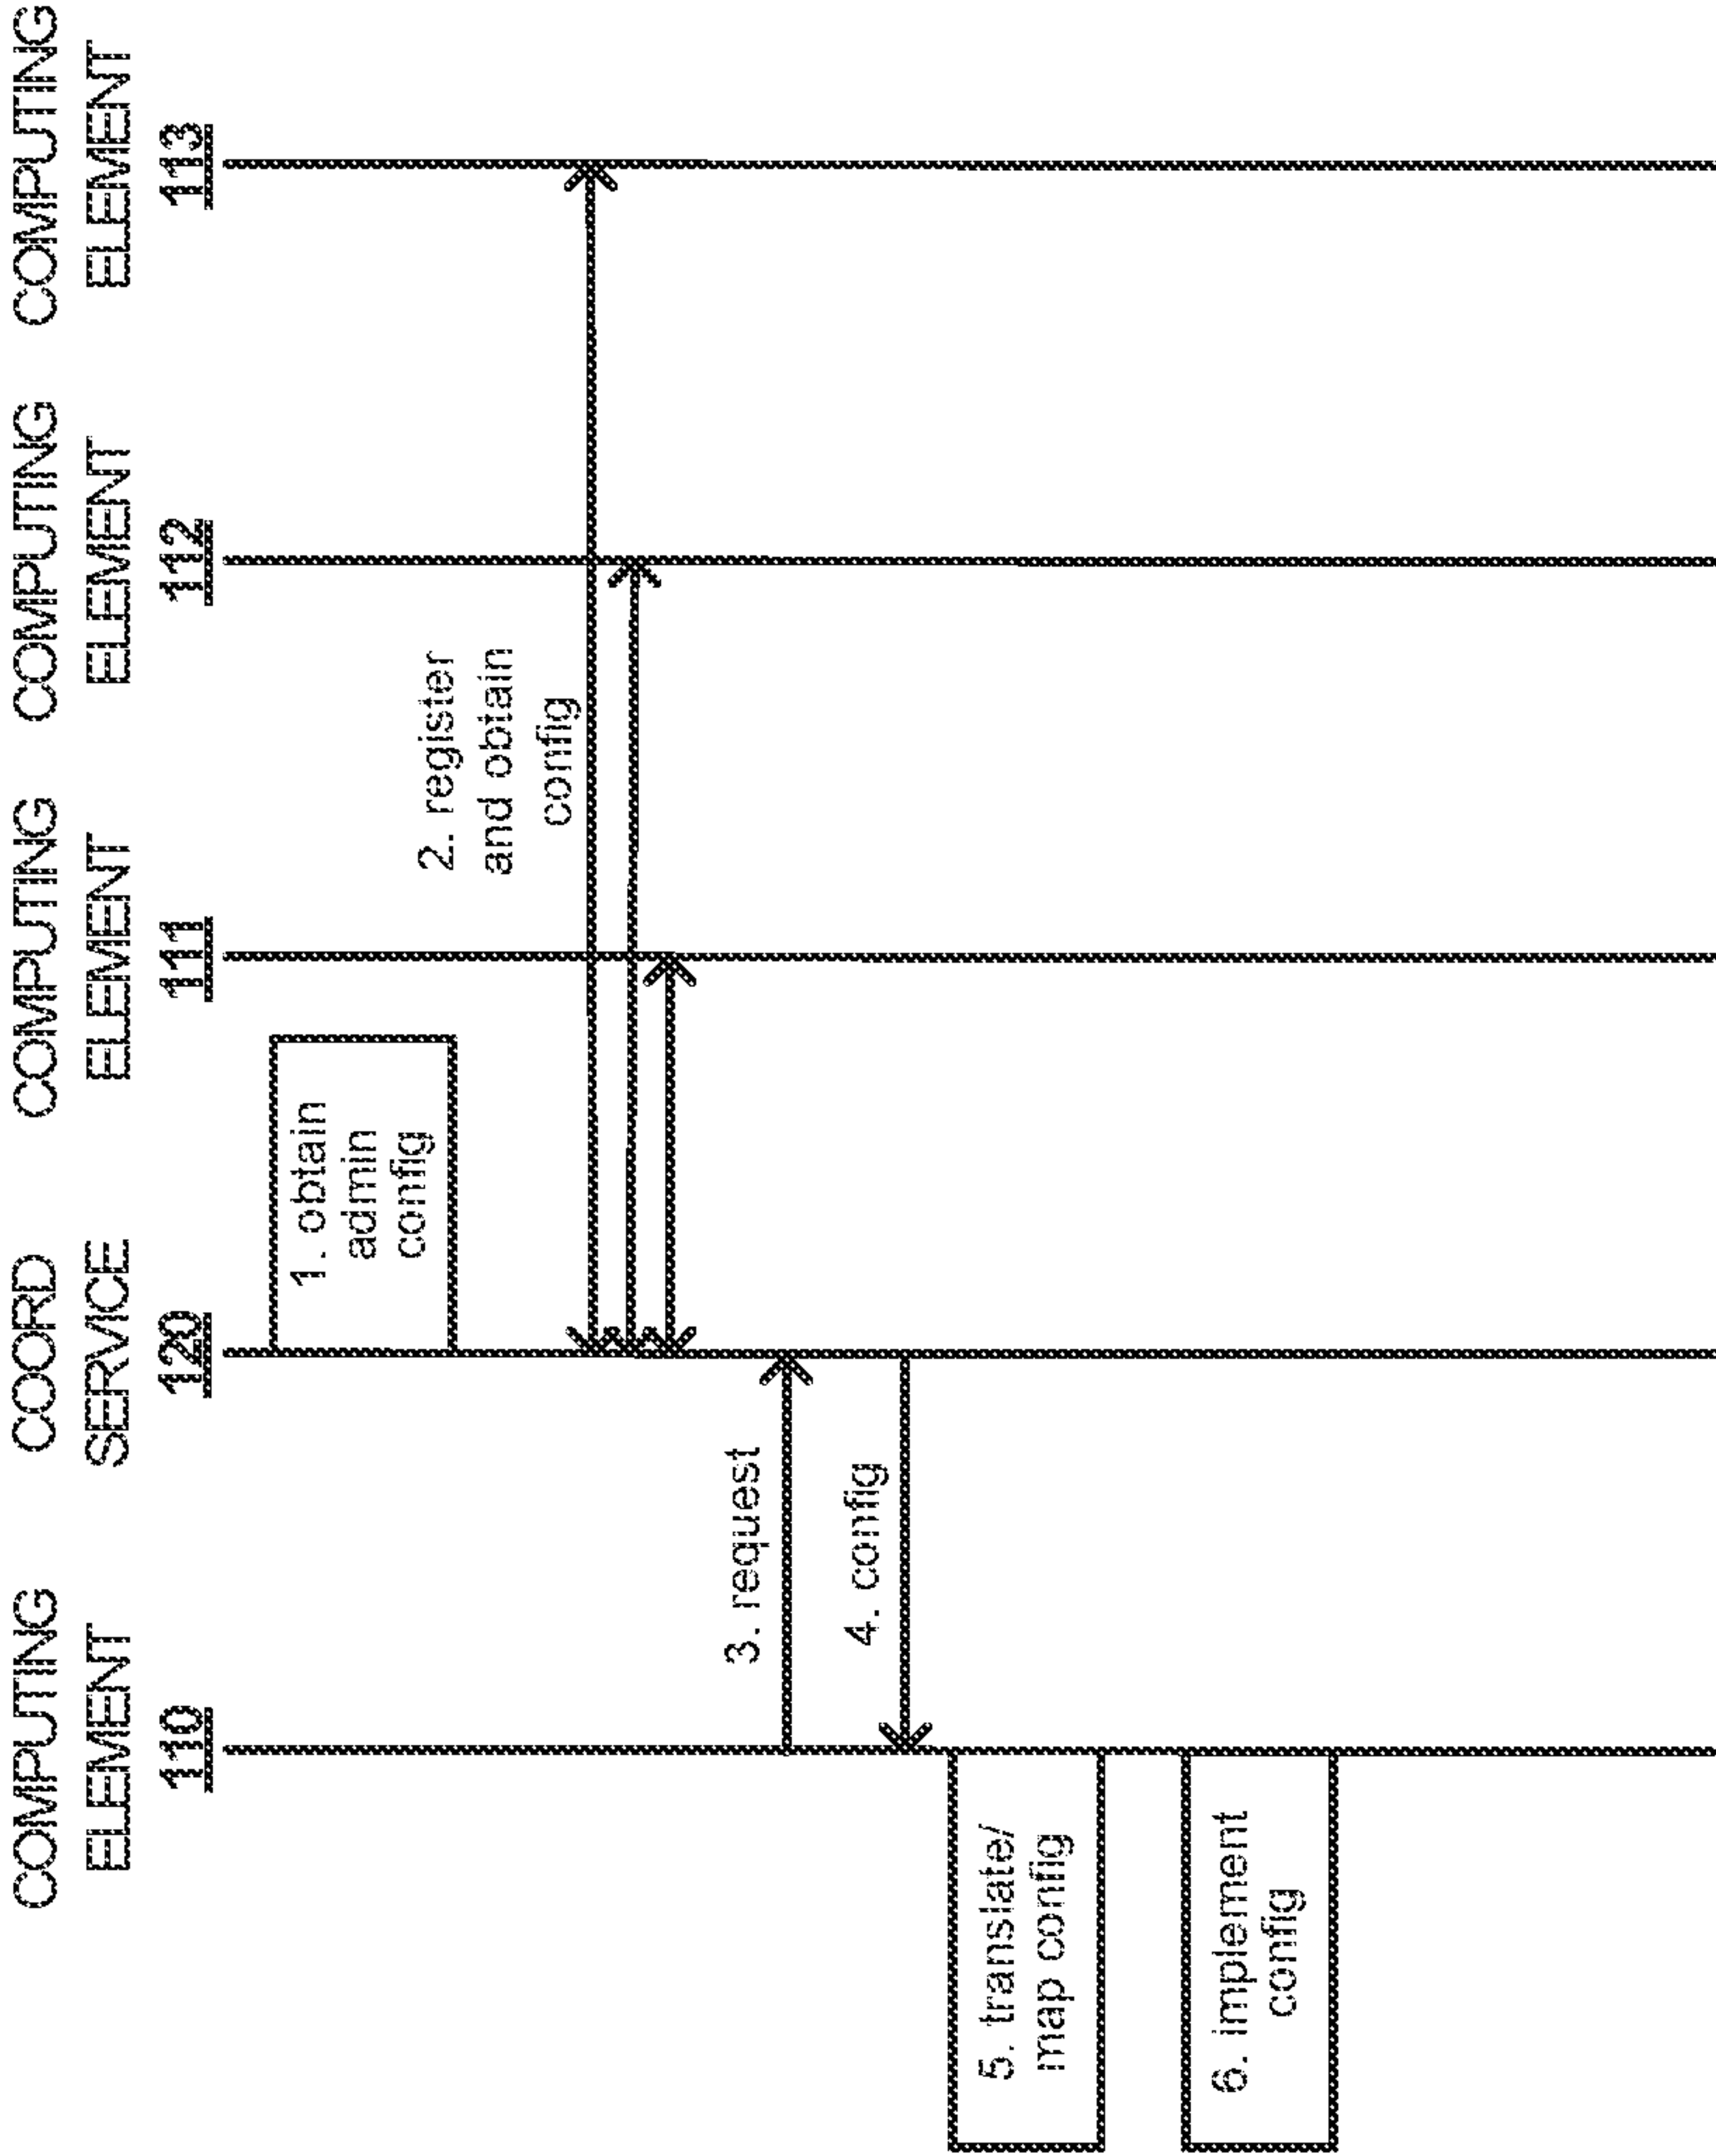 COMPUTING
ELEMENT
110
COORD
SERVICE
120
COMPUTING
ELEMENT
111
COMPUTING
ELEMENT
112
COMPUTING
ELEMENT
113
1. obtain
admin
config
2. register
and obtain
config
3. request
4. config
5. translate/
map config
6. implement
config